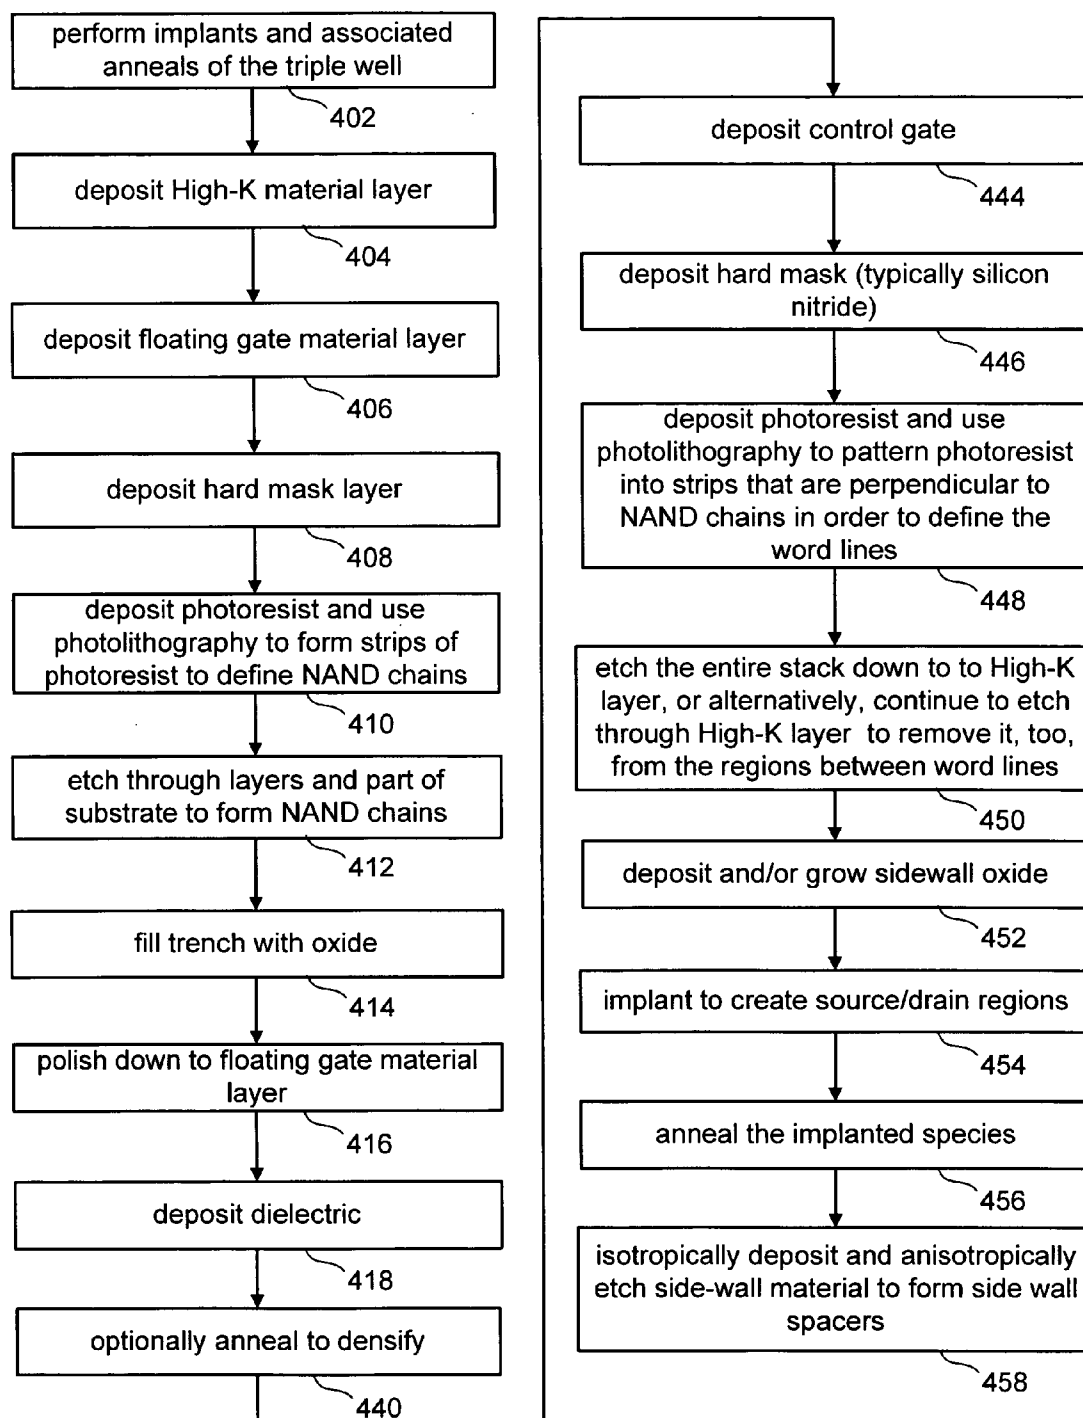 perform implants and associated
anneals of the triple well
402
deposit High-K material layer
404
deposit floating gate material layer
406
deposit hard mask layer
408
deposit photoresist and use
photolithography to form strips of
photoresist to define NAND chains
410
etch through layers and part of
substrate to form NAND chains
412
fill trench with oxide
414
polish down to floating gate material
layer
416
deposit dielectric
418
optionally anneal to densify
440
deposit control gate
444
deposit hard mask (typically silicon
nitride)
446
deposit photoresist and use
photolithography to pattern photoresist
into strips that are perpendicular to
NAND chains in order to define the
word lines
448
etch the entire stack down to to High-K
layer, or alternatively, continue to etch
through High-K layer to remove it, too,
from the regions between word lines
450
deposit and/or grow sidewall oxide
452
implant to create source/drain regions
454
anneal the implanted species
456
isotropically deposit and anisotropically
etch side-wall material to form side wall
spacers
458